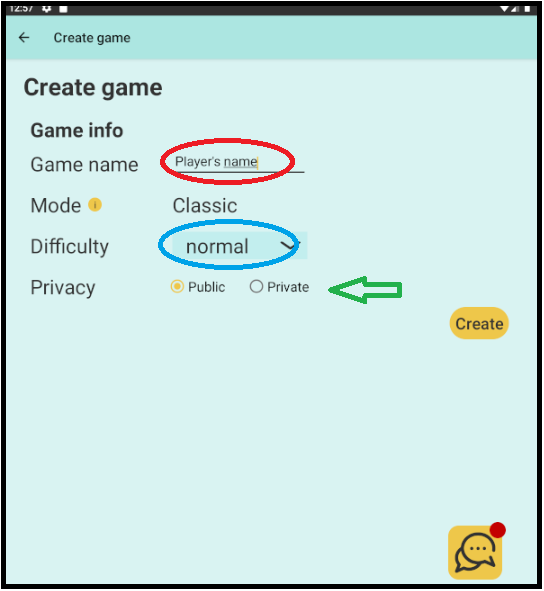 12:57
Create game
Create game
Game info
Game name Player's name
Mode i Classic
Difficulty normal
Privacy Public Private
Create